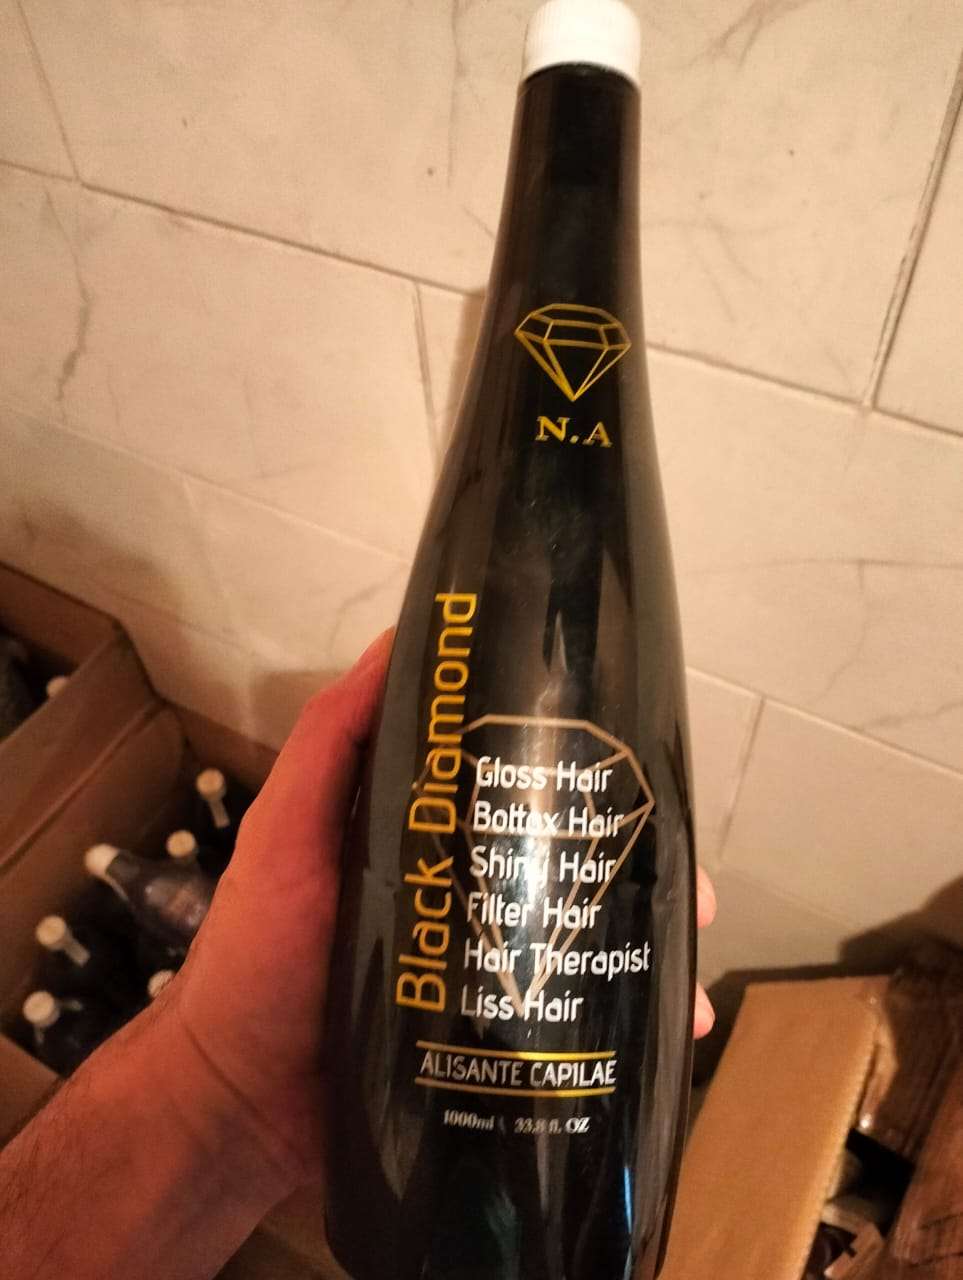 N.A
Black Diamond
Gloss Hair
Bottox Hair
Shiny Hair
Filter Hair
Hair Therapist
Liss Hair
ALISANTE CAPILAE
1000ml \ 33,8 fl. OZ